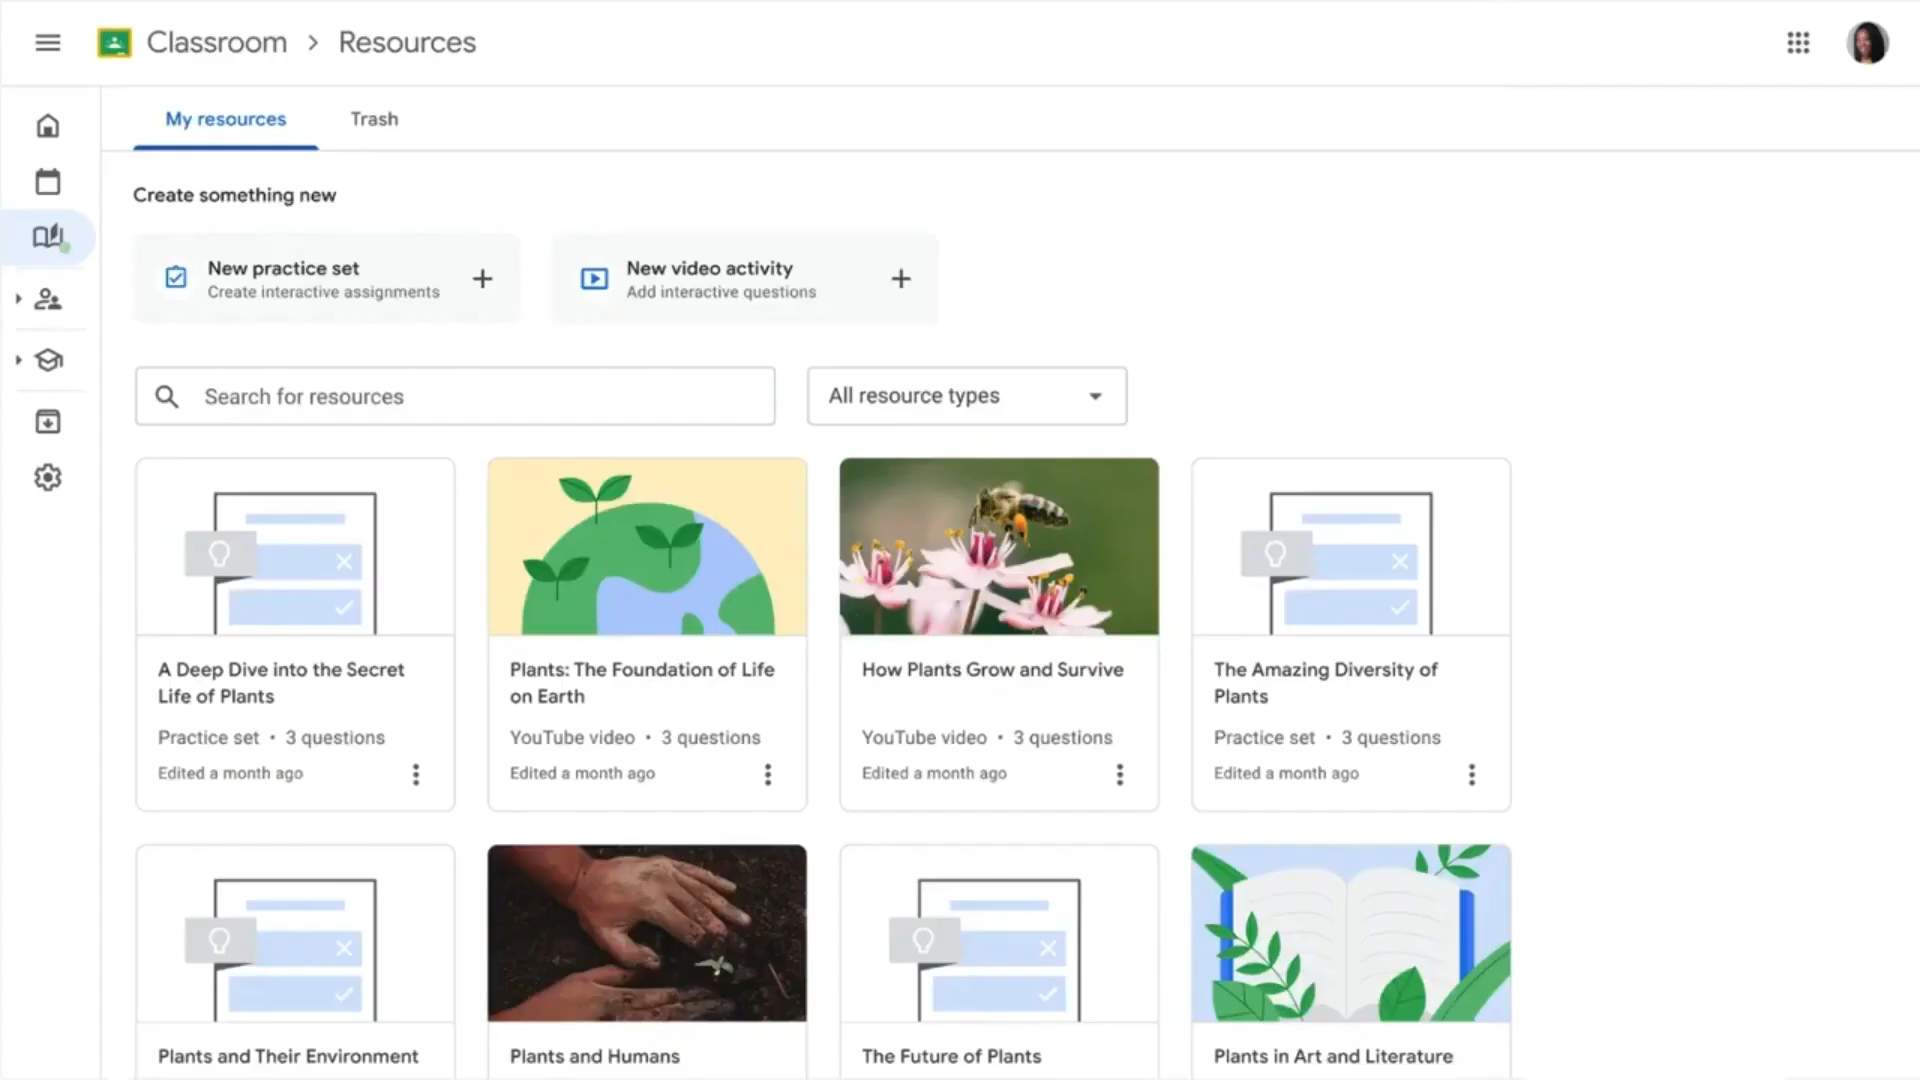 Classroom > Resources
My resources
Trash
Create something new
New practice set
Create interactive assignments
New video activity
Add interactive questions
Search for resources
All resource types
A Deep Dive into the Secret
Life of Plants
Practice set • 3 questions
Edited a month ago
Plants: The Foundation of Life
on Earth
YouTube video • 3 questions
Edited a month ago
How Plants Grow and Survive
YouTube video • 3 questions
Edited a month ago
The Amazing Diversity of
Plants
Practice set • 3 questions
Edited a month ago
Plants and Their Environment
Plants and Humans
The Future of Plants
Plants in Art and Literature